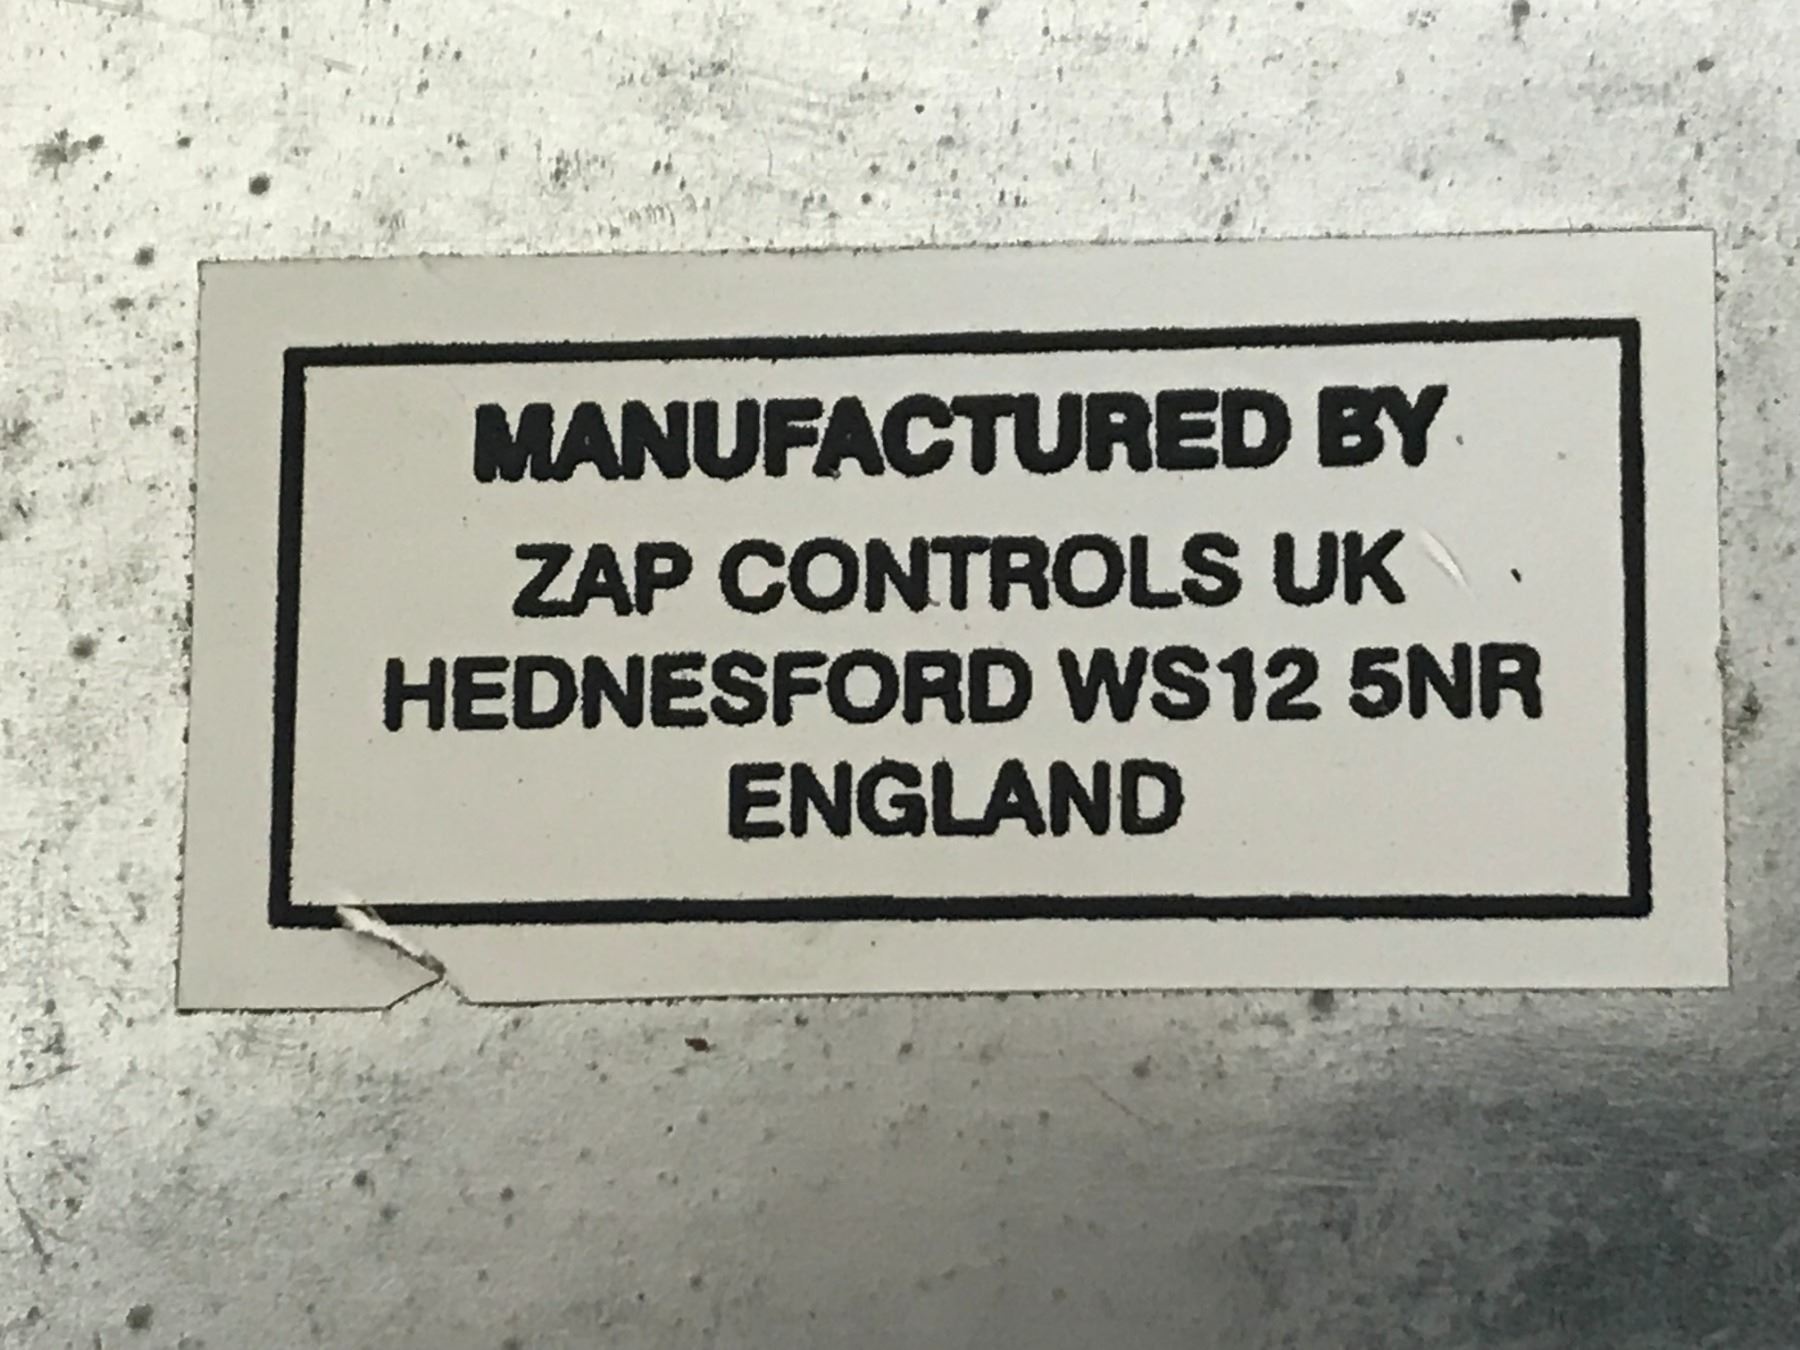 MANUFACTURED BY
ZAP CONTROLS UK
HEDNESFORD WS12 5NR
ENGLAND